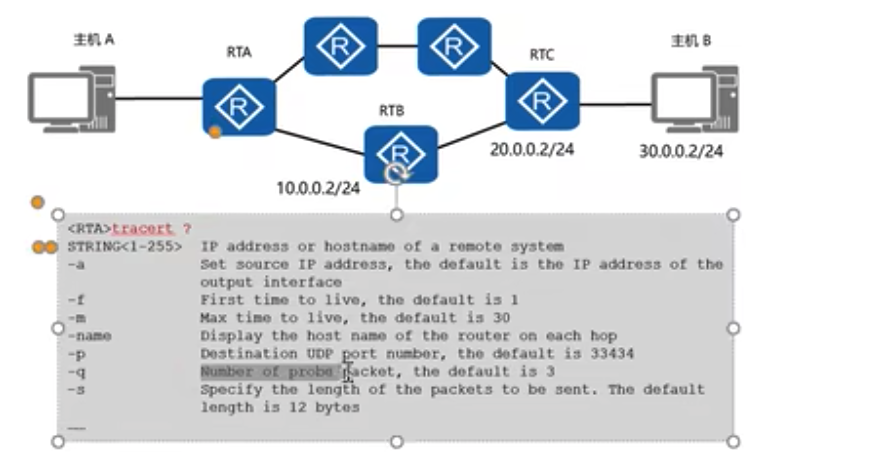 主机 A
RTA
R
R
RTC
主机 B
R
R
RTB
R
20.0.0.2/24
30.0.0.2/24
10.0.0.2/24
<RTA>tracert ?
STRING<1-255> IP address or hostname of a remote system
-a Set source IP address, the default is the IP address of the
output interface
-f First time to live, the default is 1
-m Max time to live, the default is 30
-name Display the host name of the router on each hop
-p Destination UDP port number, the default is 33434
-q Number of probe packet, the default is 3
-s Specify the length of the packets to be sent. The default
length is 12 bytes